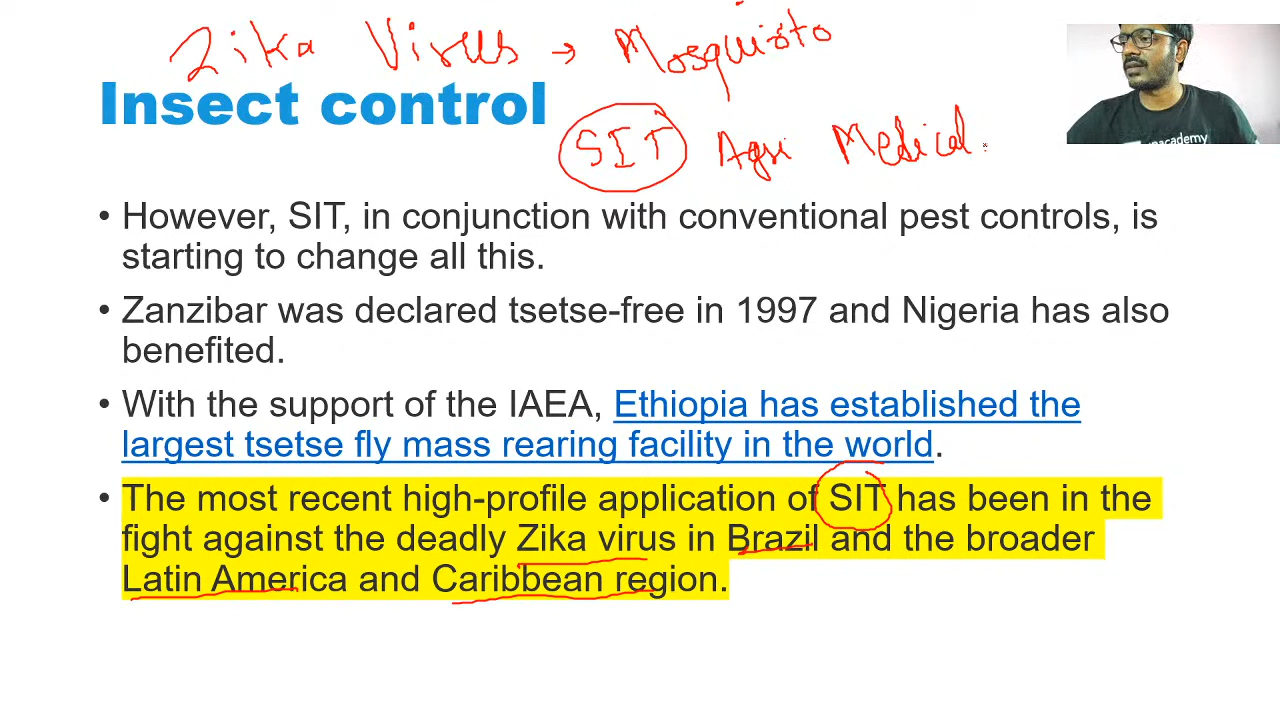 Zika Virus → Mosquisto
Insect control
SIT Agri Medical
unacademy
• However, SIT, in conjunction with conventional pest controls, is
starting to change all this.
• Zanzibar was declared tsetse-free in 1997 and Nigeria has also
benefited.
• With the support of the IAEA, Ethiopia has established the
largest tsetse fly mass rearing facility in the world.
• The most recent high-profile application of SIT has been in the
fight against the deadly Zika virus in Brazil and the broader
Latin America and Caribbean region.